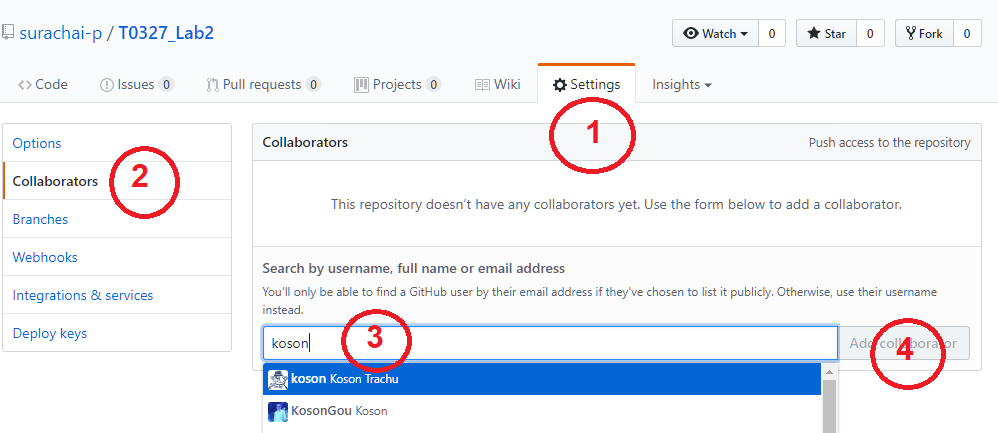 surachai-p / T0327_Lab2
Watch 0 Star 0 Fork 0
Code Issues 0 Pull requests 0 Projects 0 Wiki Settings Insights
1
Options
Collaborators
2
Branches
Webhooks
Integrations & services
Deploy keys
Collaborators Push access to the repository
This repository doesn't have any collaborators yet. Use the form below to add a collaborator.
Search by username, full name or email address
You'll only be able to find a GitHub user by their email address if they've chosen to list it publicly. Otherwise, use their username
instead.
koson 3 Add collaborator 4
koson Koson Trachu
KosonGou Koson